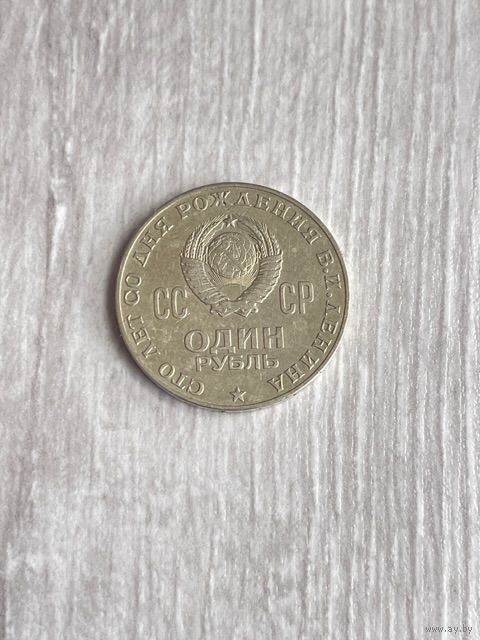 СТО ЛЕТ СО ДНЯ РОЖДЕНИЯ В.И.ЛЕНИНА
СС СР
ОДИН
РУБЛЬ
www.ay.by